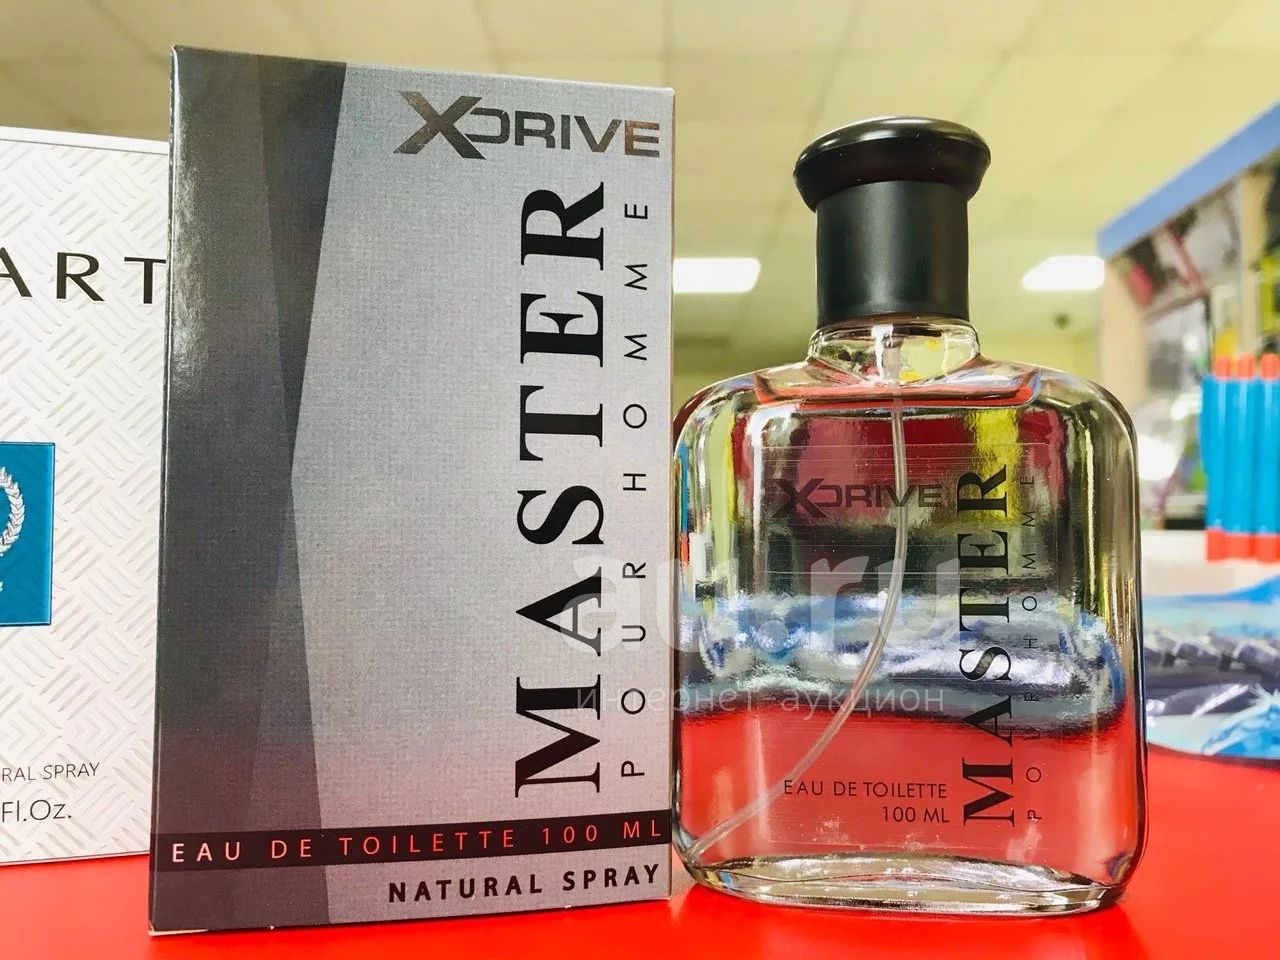 ART
RAL SPRAY
Fl.Oz.
XDRIVE
MASTER
POUR HOMME
EAU DE TOILETTE 100 ML
NATURAL SPRAY
XDRIVE
MASTER
POUR HOMME
EAU DE TOILETTE
100 ML
au.ru
интернет-аукцион